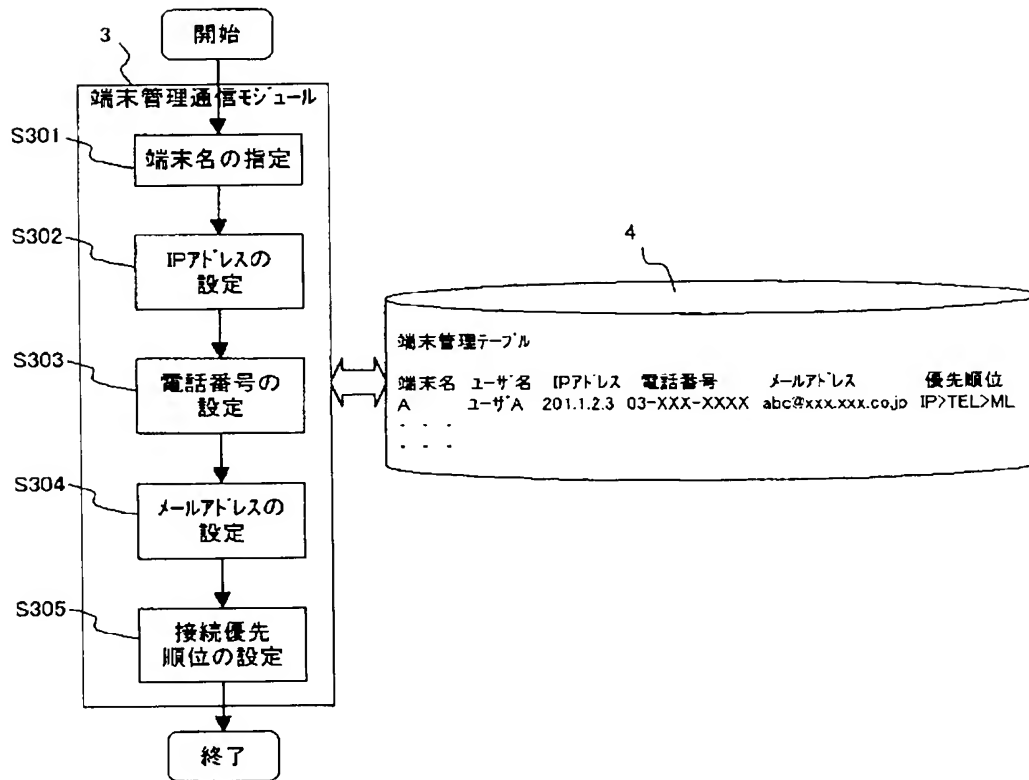 開始
3
端末管理通信モジュール
S301
端末名の指定
S302
IPアドレスの
設定
S303
電話番号の
設定
S304
メールアドレスの
設定
S305
接続優先
順位の設定
終了
4
端末管理テーブル
端末名 ユーザ名 IPアドレス 電話番号 メールアドレス 優先順位
A ユーザA 201.1.2.3 03-XXX-XXXX abc@xxx.xxx.co.jp IP>TEL>ML
- - -
- - -